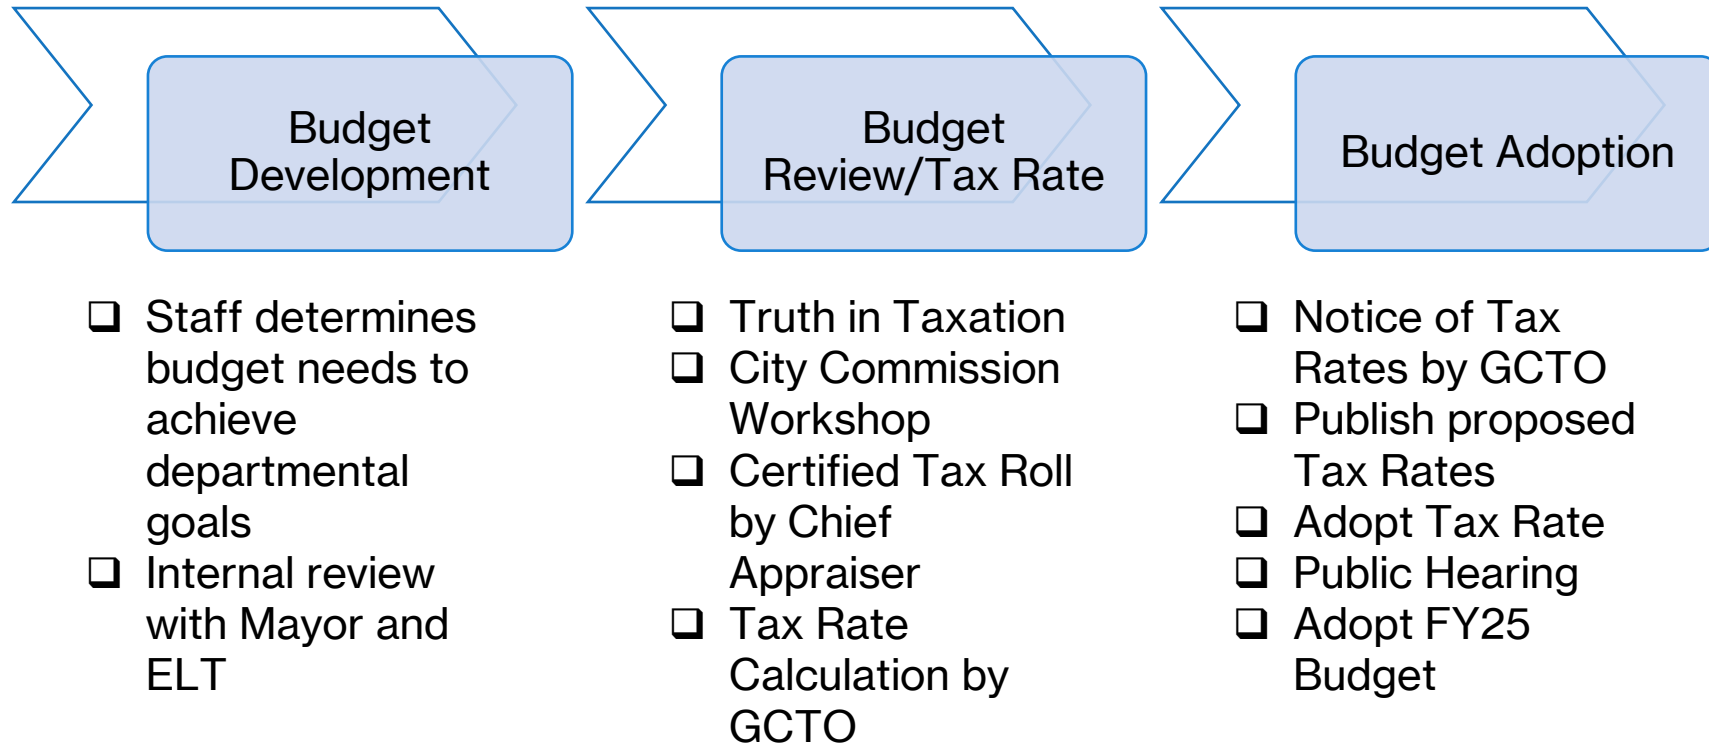 Budget
Development
Budget
Review/Tax Rate
Budget Adoption
❑ Staff determines
budget needs to
achieve
departmental
goals
❑ Internal review
with Mayor and
ELT
❑ Truth in Taxation
❑ City Commission
Workshop
❑ Certified Tax Roll
by Chief
Appraiser
❑ Tax Rate
Calculation by
GCTO
❑ Notice of Tax
Rates by GCTO
❑ Publish proposed
Tax Rates
❑ Adopt Tax Rate
❑ Public Hearing
❑ Adopt FY25
Budget